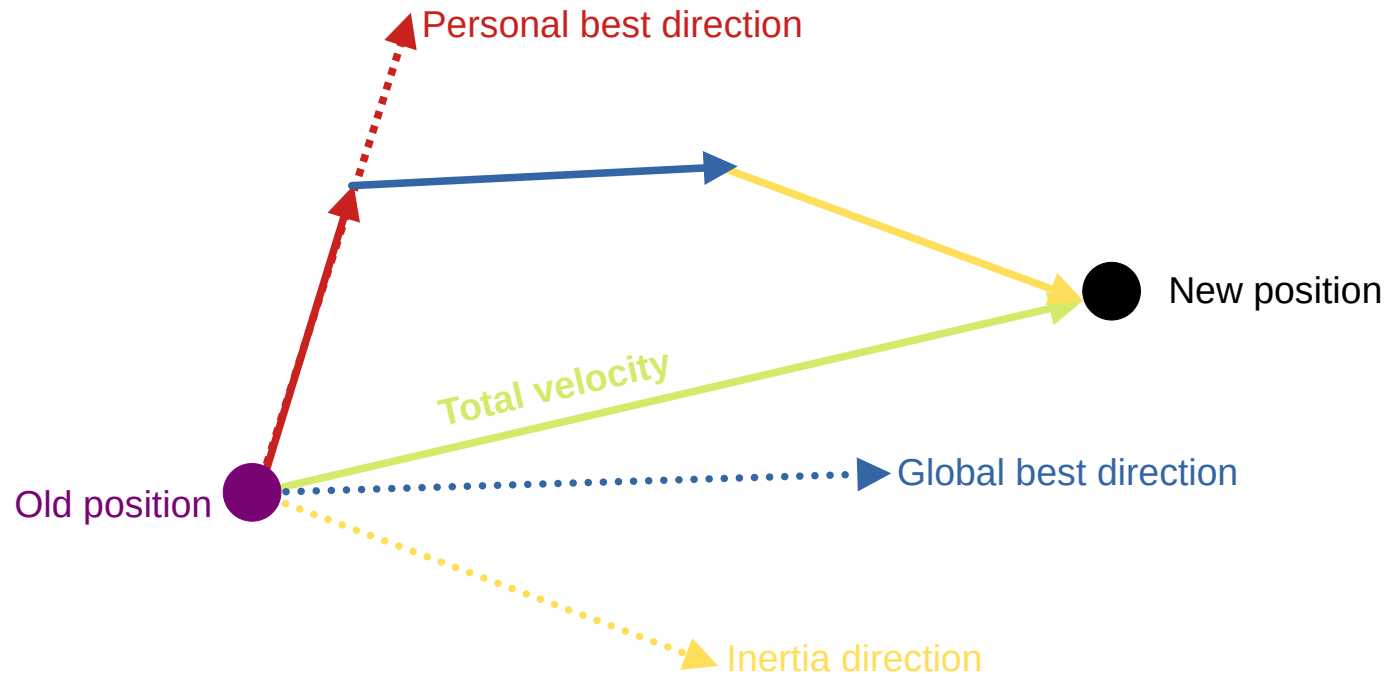 Personal best direction
New position
Total velocity
Global best direction
Old position
Inertia direction